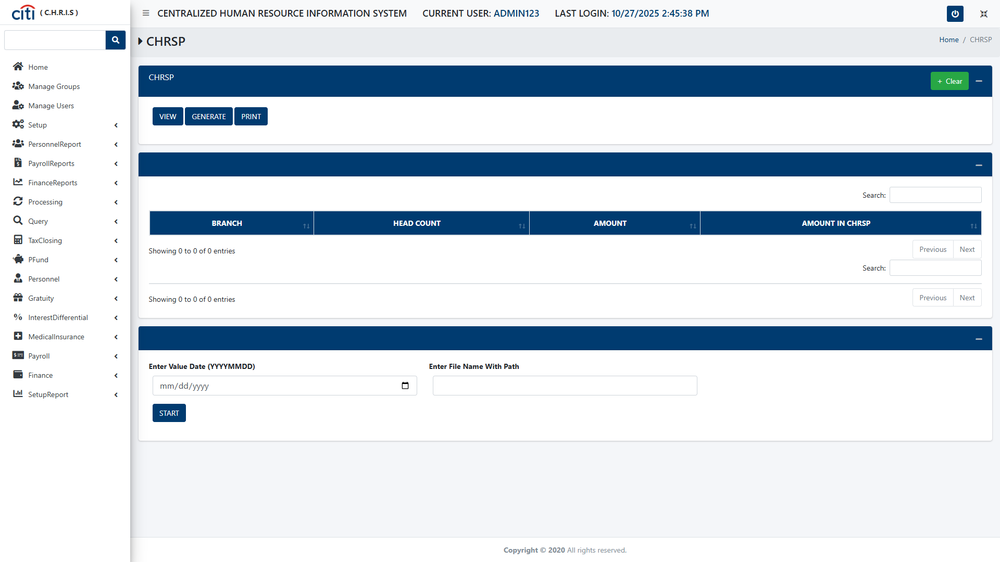 citi ( C.H.R.I.S )
CENTRALIZED HUMAN RESOURCE INFORMATION SYSTEM CURRENT USER: ADMIN123 LAST LOGIN: 10/27/2025 2:45:38 PM
Home
Manage Groups
Manage Users
Setup
PersonnelReport
PayrollReports
FinanceReports
Processing
Query
TaxClosing
PFund
Personnel
Gratuity
InterestDifferential
MedicalInsurance
Payroll
Finance
SetupReport
CHRSP
Home / CHRSP
CHRSP
+ Clear
VIEW GENERATE PRINT
Search:
BRANCH HEAD COUNT AMOUNT AMOUNT IN CHRSP
Showing 0 to 0 of 0 entries
Previous Next
Search:
Showing 0 to 0 of 0 entries
Previous Next
Enter Value Date (YYYYMMDD) Enter File Name With Path
mm/dd/yyyy
START
Copyright © 2020 All rights reserved.